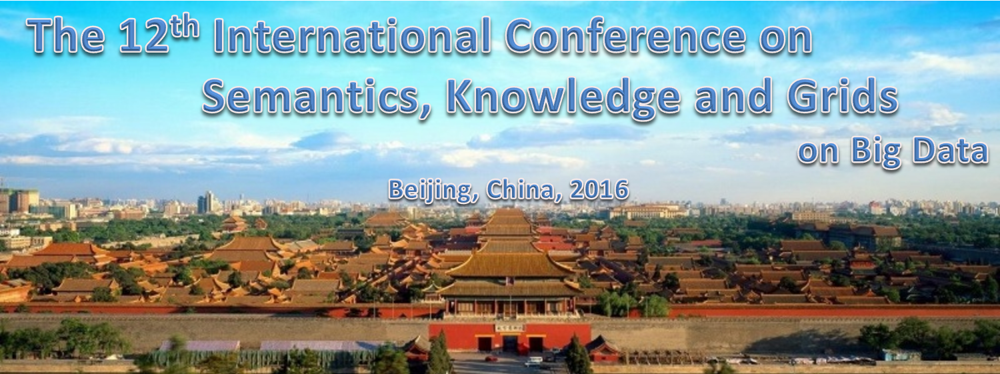 The 12th International Conference on
Semantics, Knowledge and Grids
on Big Data
Beijing, China, 2016